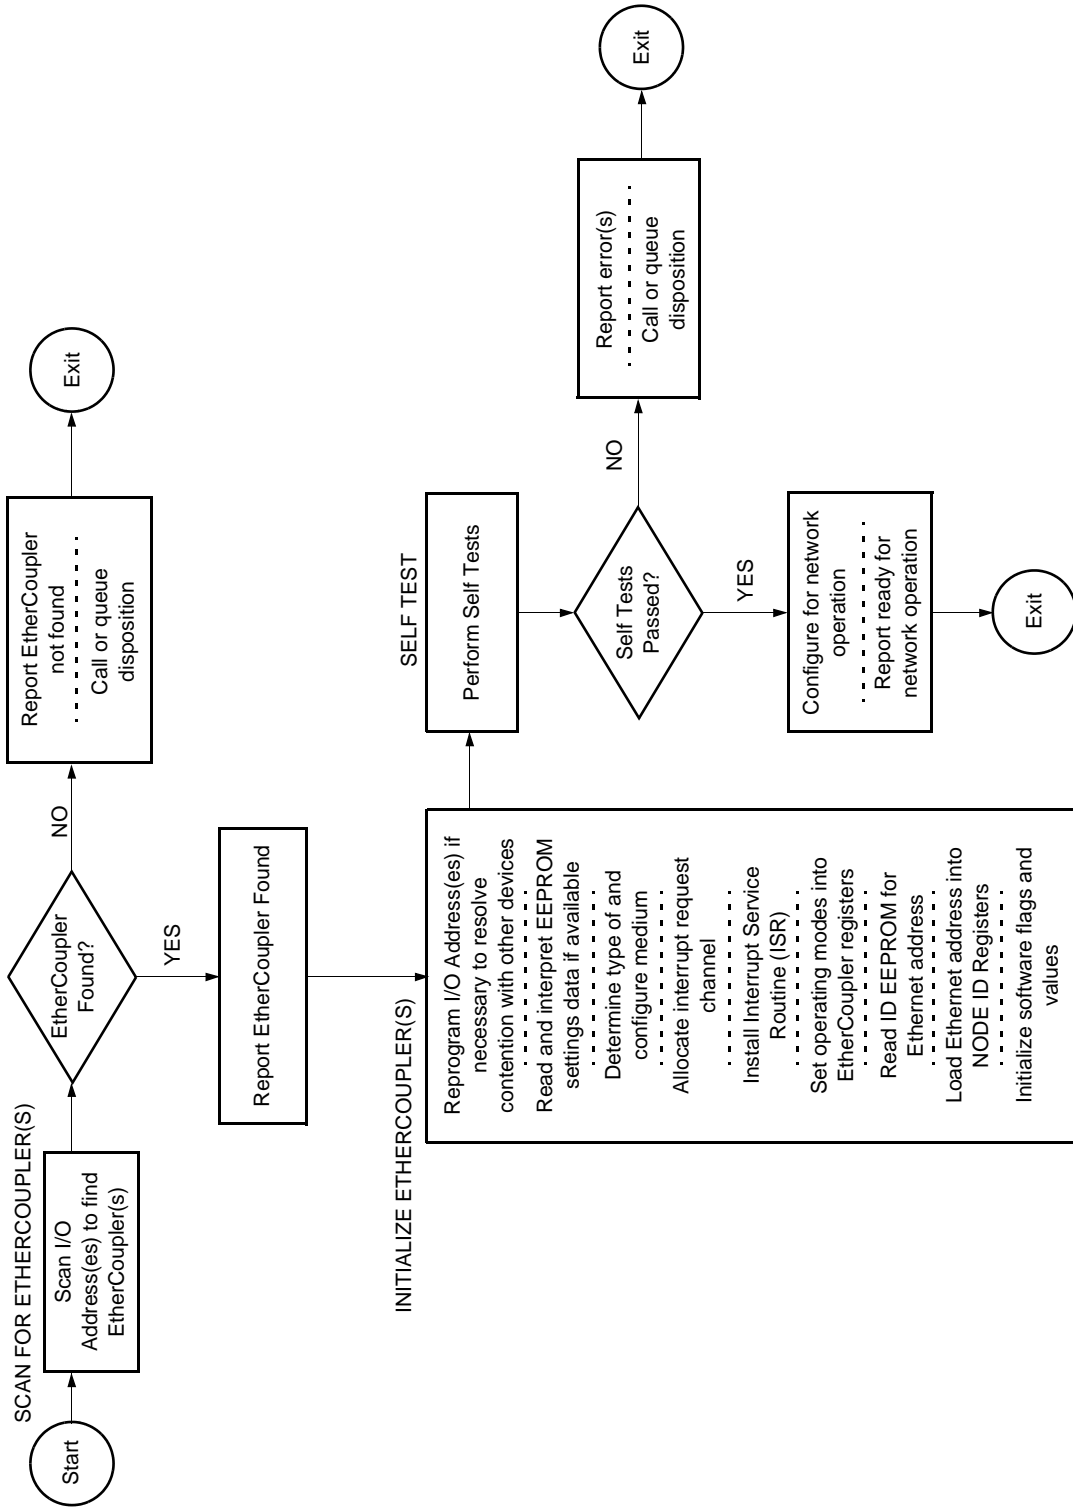 Start
SCAN FOR ETHERCOUPLER(S)
Scan I/O
Address(es) to find
EtherCoupler(s)
EtherCoupler
Found?
NO
Report EtherCoupler
not found
Call or queue
disposition
Exit
YES
Report EtherCoupler Found
INITIALIZE ETHERCOUPLER(S)
Reprogram I/O Address(es) if
necessary to resolve
contention with other devices
Read and interpret EEPROM
settings data if available
Determine type of and
configure medium
Allocate interrupt request
channel
Install Interrupt Service
Routine (ISR)
Set operating modes into
EtherCoupler registers
Read ID EEPROM for
Ethernet address
Load Ethernet address into
NODE ID Registers
Initialize software flags and
values
SELF TEST
Perform Self Tests
Self Tests
Passed?
NO
Report error(s)
Call or queue
disposition
Exit
YES
Configure for network
operation
Report ready for
network operation
Exit